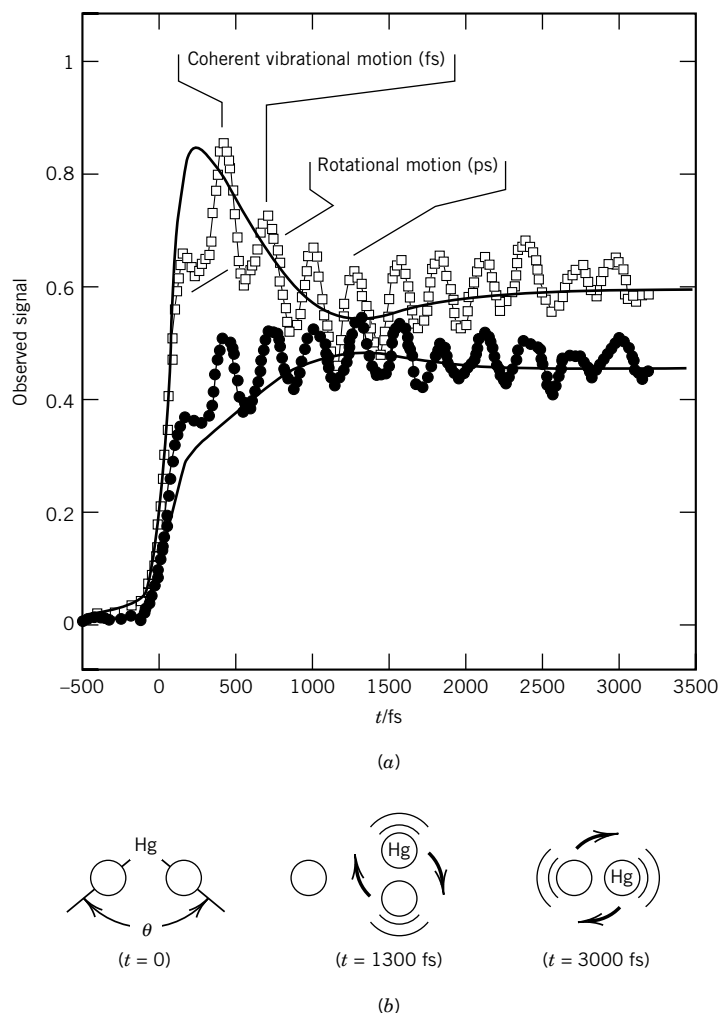 1
Coherent vibrational motion (fs)
Rotational motion (ps)
0.8
0.6
0.4
0.2
0
Observed signal
–500 0 500 1000 1500 2000 2500 3000 3500
t/fs
(a)
Hg
θ
(t = 0)
Hg
(t = 1300 fs)
Hg
(t = 3000 fs)
(b)